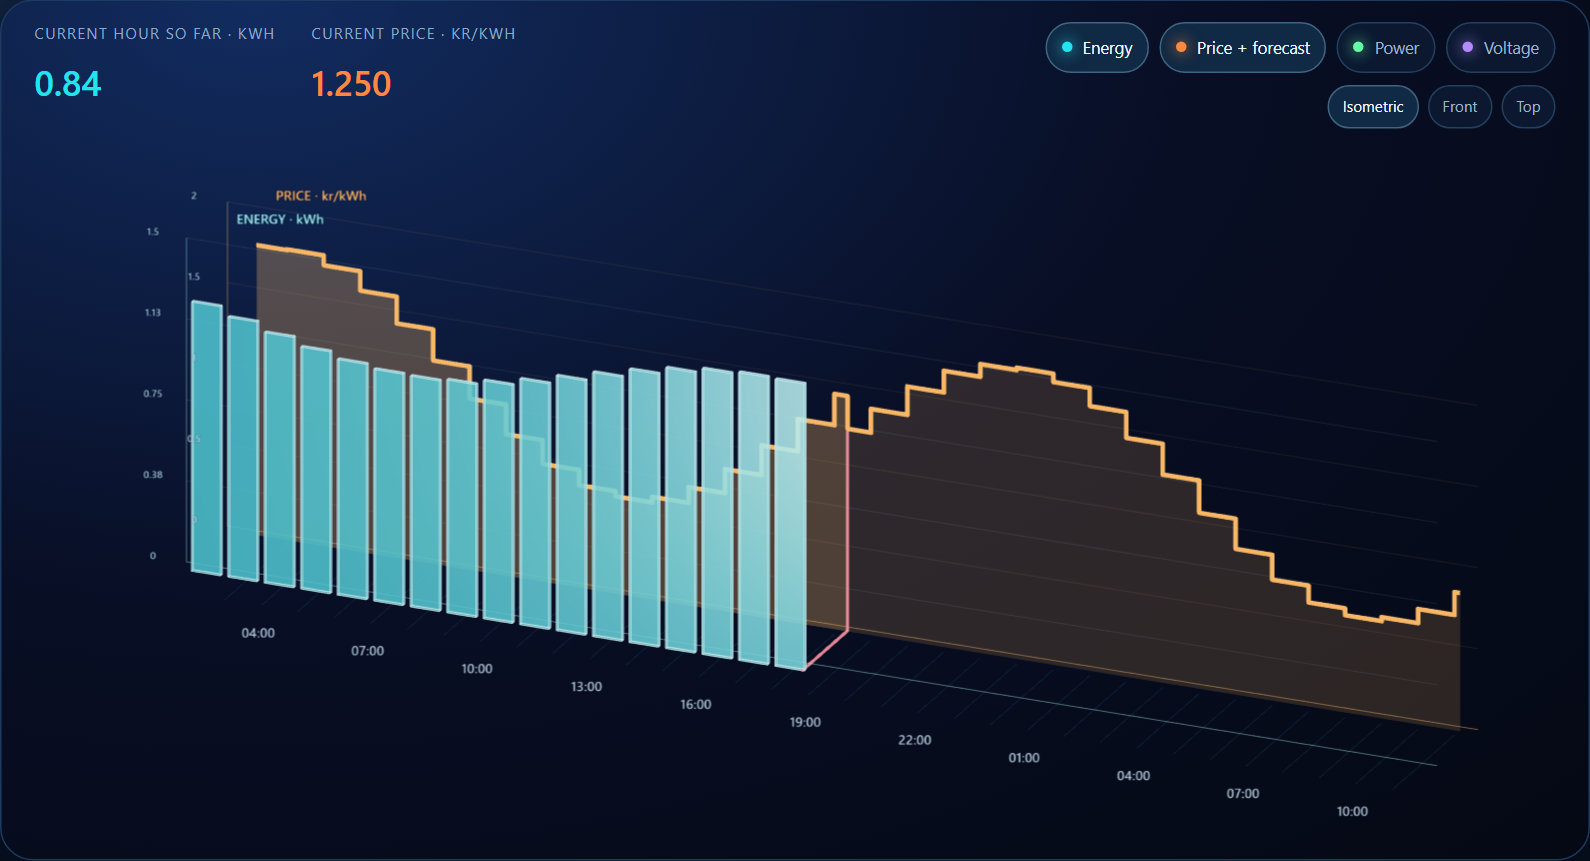 CURRENT HOUR SO FAR · KWH
CURRENT PRICE · KR/KWH
0.84
1.250
Energy
Price + forecast
Power
Voltage
Isometric
Front
Top
2
PRICE · kr/kWh
ENERGY · kWh
1.5
1.5
1.13
0.75
0.5
0.38
0
0
04:00
07:00
10:00
13:00
16:00
19:00
22:00
01:00
04:00
07:00
10:00